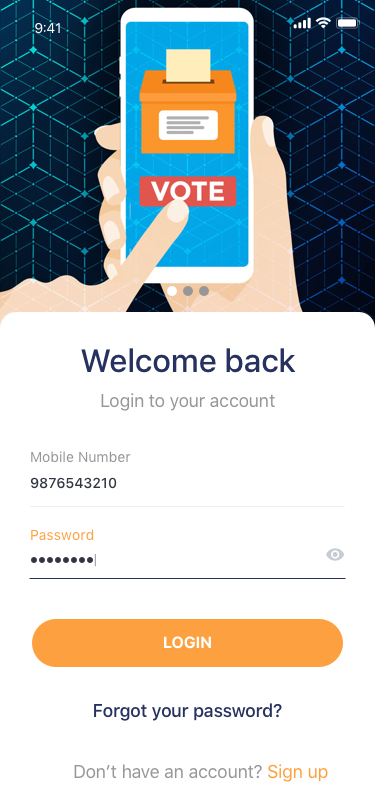 9:41
VOTE
Welcome back
Login to your account
Mobile Number
9876543210
Password
••••••••
LOGIN
Forgot your password?
Don’t have an account? Sign up